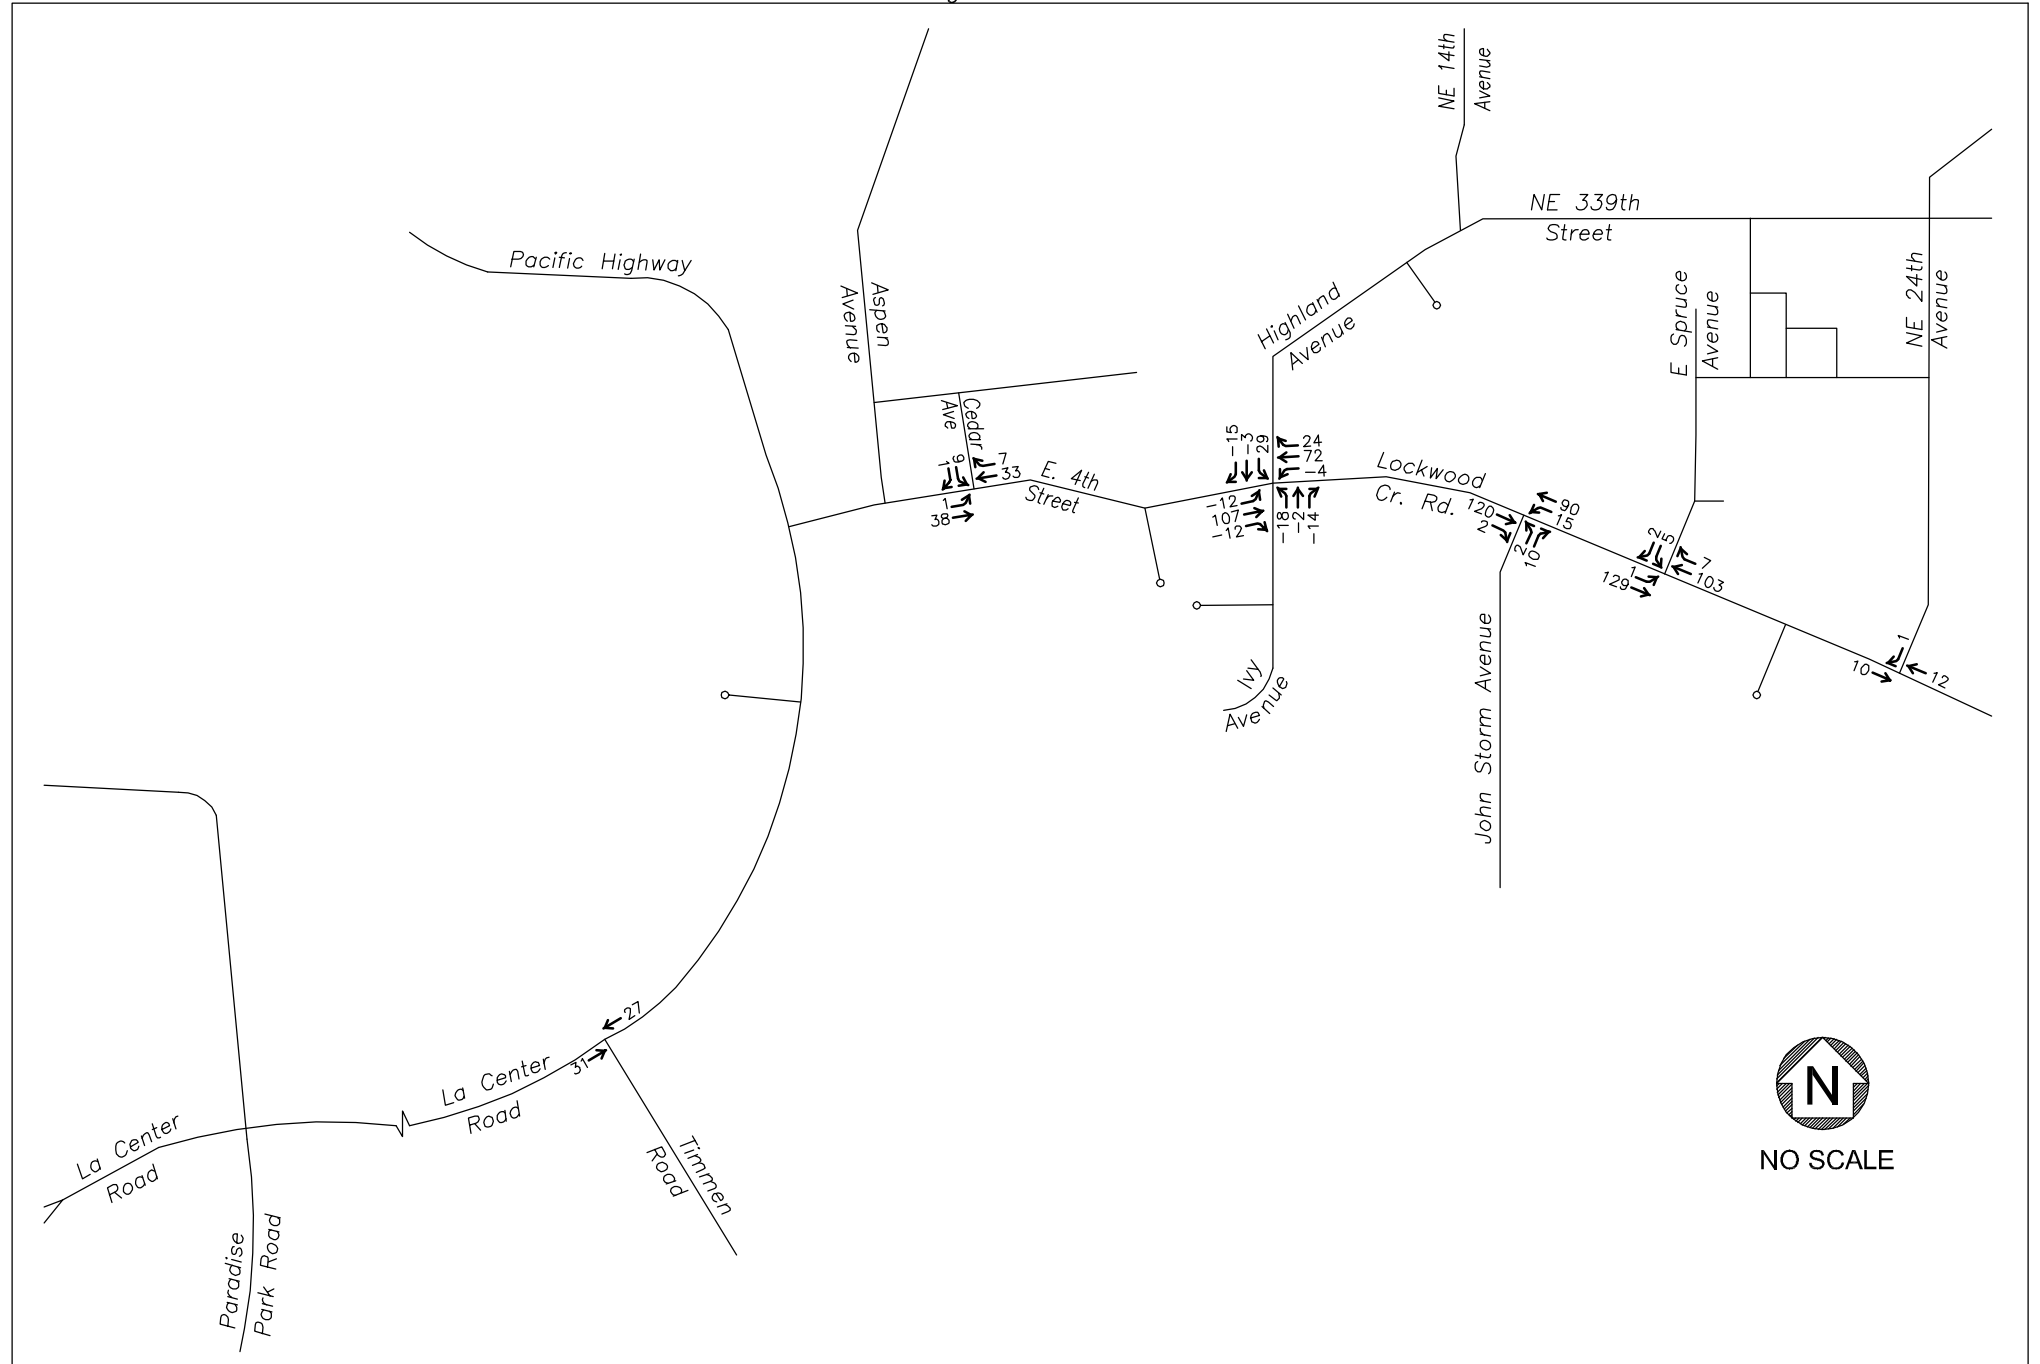 NE 14th
Avenue
NE 339th
Street
Pacific Highway
Aspen
Avenue
Highland
Avenue
E Spruce
Avenue
NE 24th
Avenue
Cedar
Ave
1
9
7
33
1
38
E. 4th
Street
-15
-3
29
24
72
-4
-12
107
-12
-18
-2
-14
Lockwood
Cr. Rd.
120
2
90
15
2
10
2
5
7
103
1
129
1
12
10
John Storm Avenue
Ivy
Avenue
27
31
La Center
Road
La Center
Road
Timmen
Road
Paradise
Park Road
N
NO SCALE